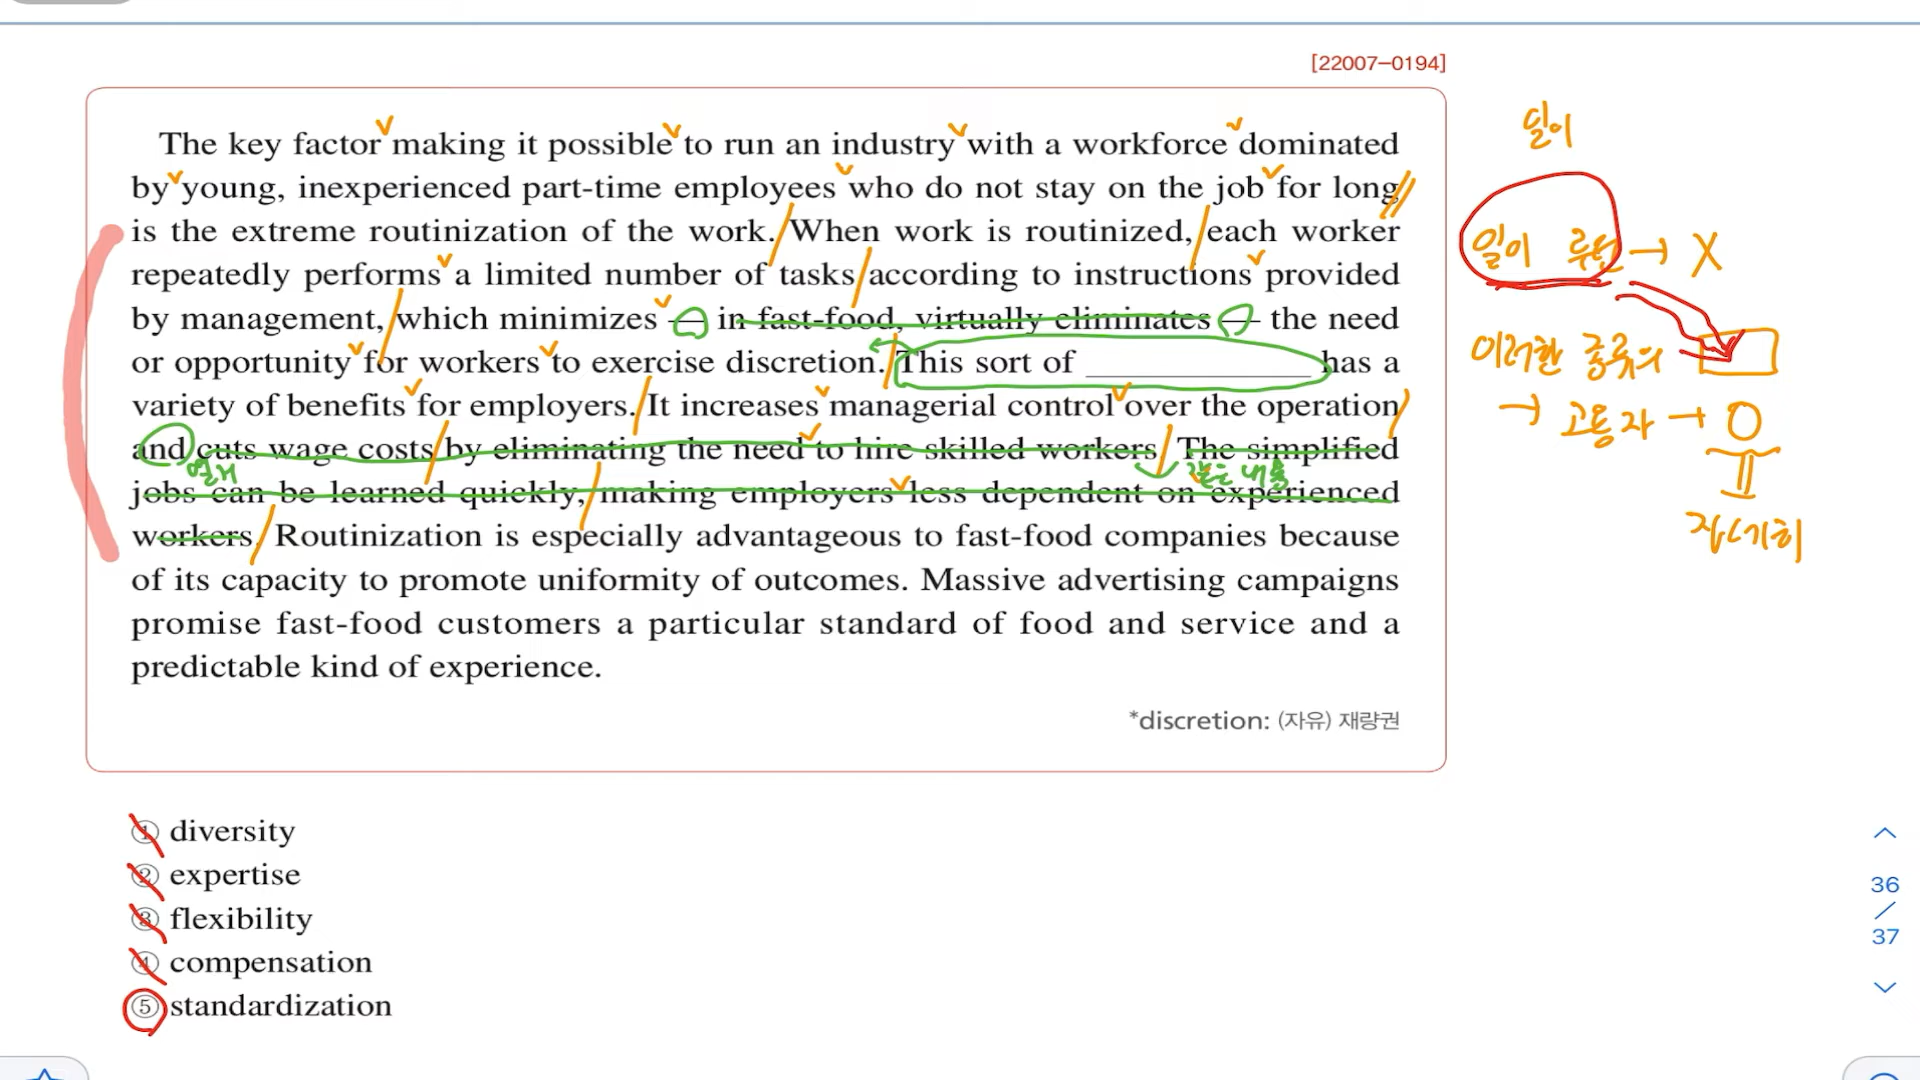 [22007-0194]
The key factor making it possible to run an industry with a workforce dominated
by young, inexperienced part-time employees who do not stay on the job for long
is the extreme routinization of the work. When work is routinized, each worker
repeatedly performs a limited number of tasks according to instructions provided
by management, which minimizes — in fast-food, virtually eliminates — the need
or opportunity for workers to exercise discretion. This sort of ____________ has a
variety of benefits for employers. It increases managerial control over the operation
and cuts wage costs by eliminating the need to hire skilled workers. The simplified
열거 같은 내용
jobs can be learned quickly, making employers less dependent on experienced
workers. Routinization is especially advantageous to fast-food companies because
of its capacity to promote uniformity of outcomes. Massive advertising campaigns
promise fast-food customers a particular standard of food and service and a
predictable kind of experience.
*discretion: (자유) 재량권
① diversity
② expertise
③ flexibility
④ compensation
⑤ standardization
일이 → X
이러한 종류의
→ 고용자 → O
36
/
37